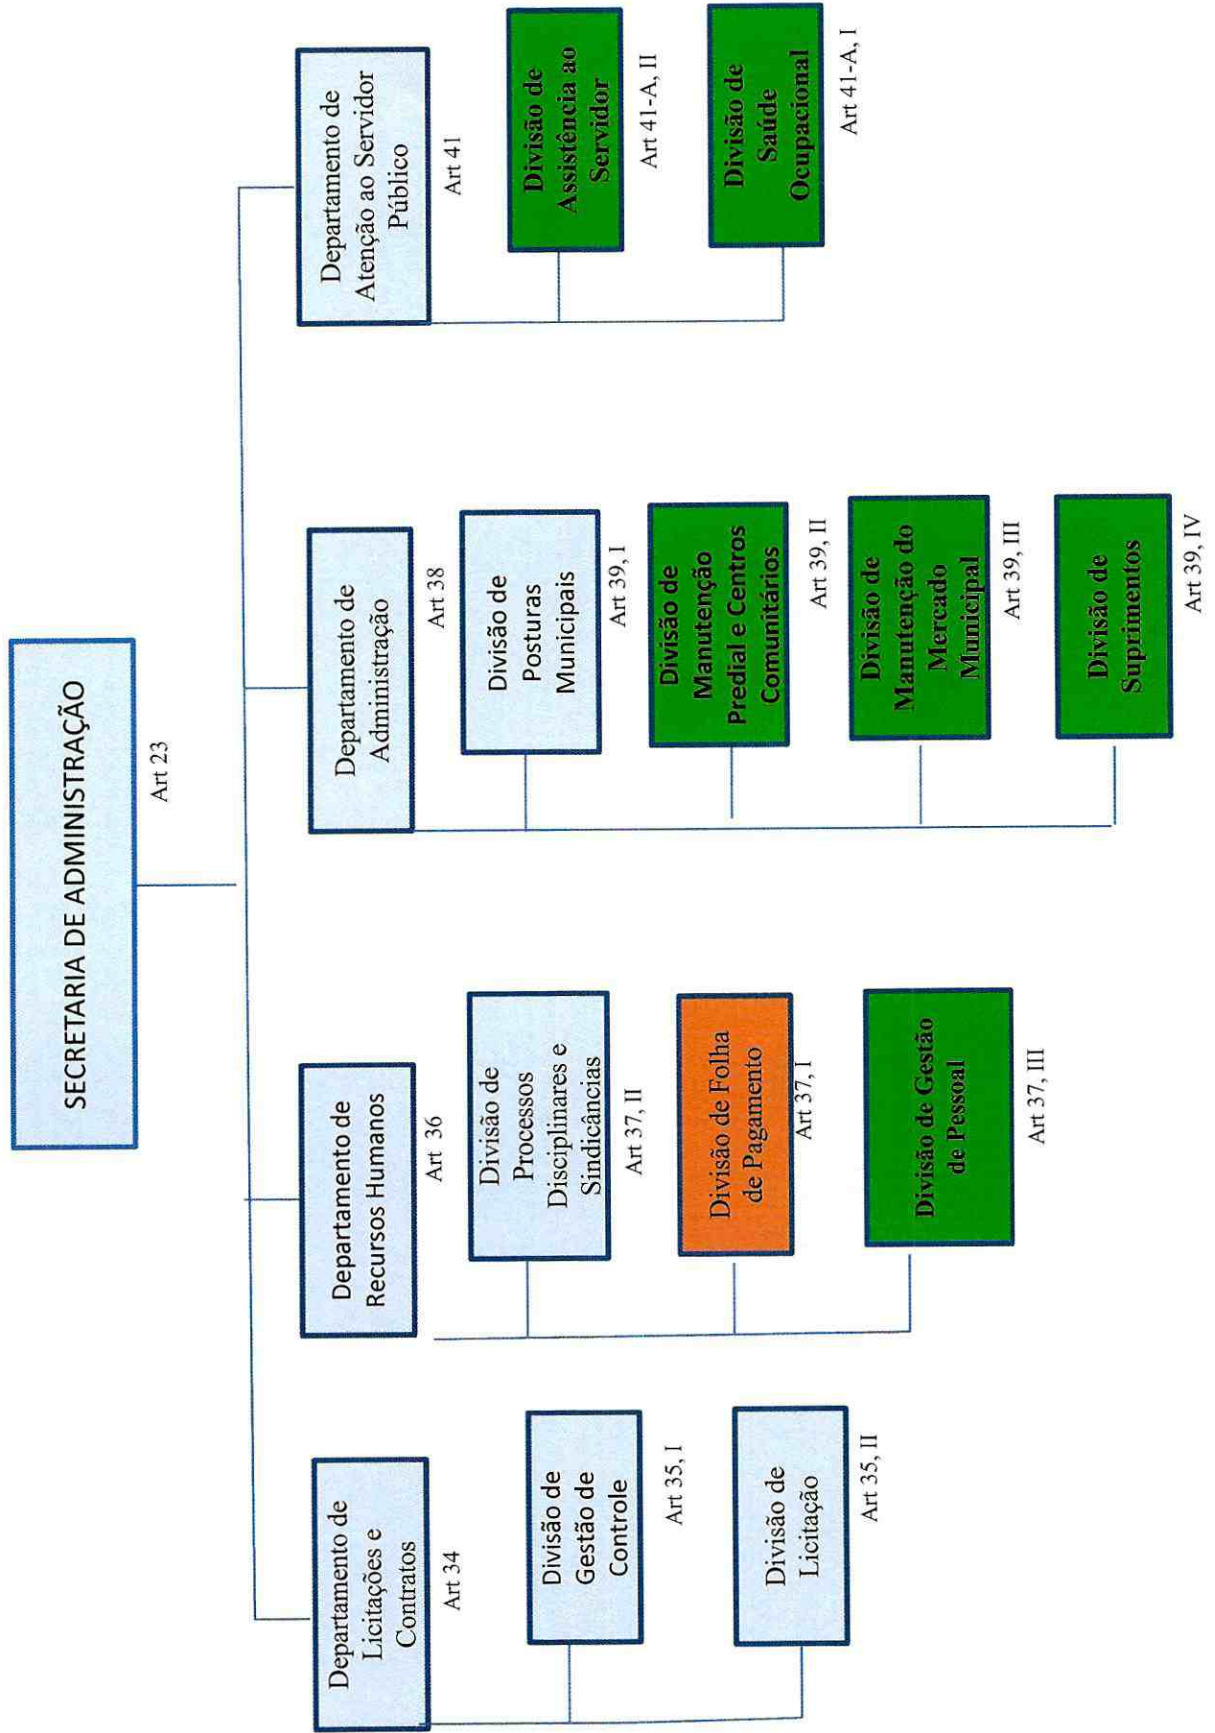 SECRETARIA DE ADMINISTRAÇÃO
Art 23
Departamento de
Licitações e
Contratos
Art 34
Divisão de
Gestão de
Controle
Art 35, I
Divisão de
Licitação
Art 35, II
Departamento de
Recursos Humanos
Art 36
Divisão de
Processos
Disciplinares e
Sindicâncias
Art 37, II
Divisão de Folha
de Pagamento
Art 37, I
Divisão de Gestão
de Pessoal
Art 37, III
Departamento de
Administração
Art 38
Divisão de
Posturas
Municipais
Art 39, I
Divisão de
Manutenção
Predial e Centros
Comunitários
Art 39, II
Divisão de
Manutenção do
Mercado
Municipal
Art 39, III
Divisão de
Suprimentos
Art 39, IV
Departamento de
Atenção ao Servidor
Público
Art 41
Divisão de
Assistência ao
Servidor
Art 41-A, II
Divisão de
Saúde
Ocupacional
Art 41-A, I